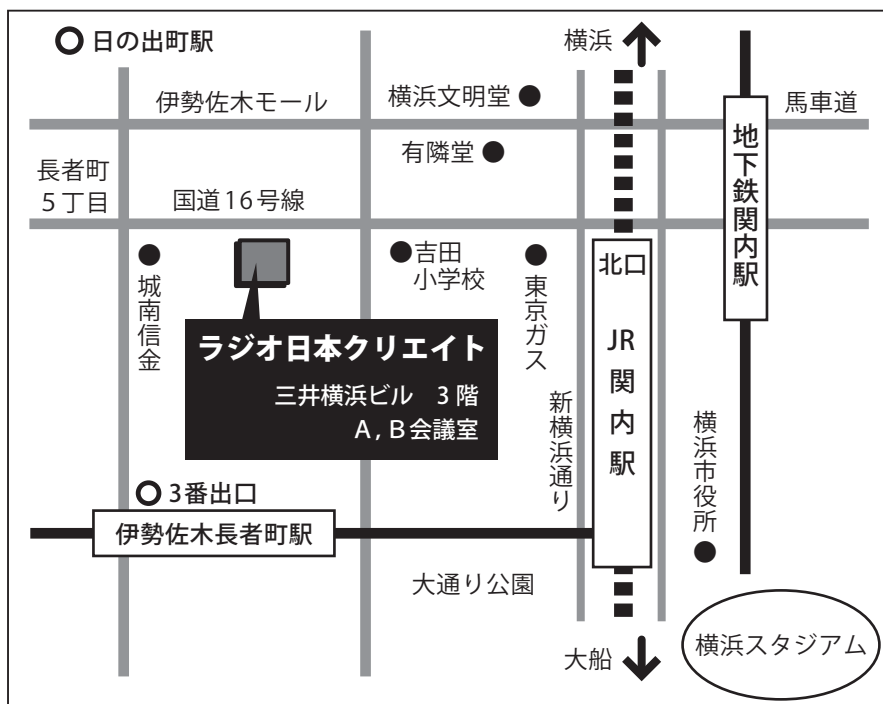 日の出町駅
横浜
伊勢佐木モール
横浜文明堂
馬車道
有隣堂
地下鉄関内駅
長者町
5丁目
国道16号線
城南信金
吉田
小学校
東京ガス
北口
JR関内駅
ラジオ日本クリエイト
三井横浜ビル 3階
A,B会議室
新横浜通り
横浜市役所
3番出口
伊勢佐木長者町駅
大通り公園
大船
横浜スタジアム